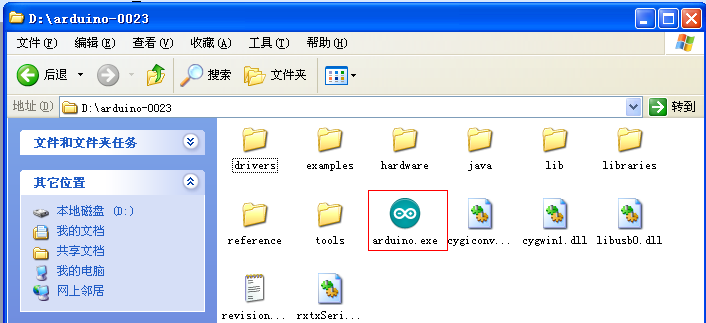 D:\arduino-0023
文件(F) 编辑(E) 查看(V) 收藏(A) 工具(T) 帮助(H)
后退 搜索 文件夹
地址(D) D:\arduino-0023 转到
文件和文件夹任务
其它位置
本地磁盘 (D:)
我的文档
共享文档
我的电脑
网上邻居
drivers examples hardware java lib libraries
reference tools arduino.exe cygiconv... cygwin1.dll libusb0.dll
revision... rxtxSeri...